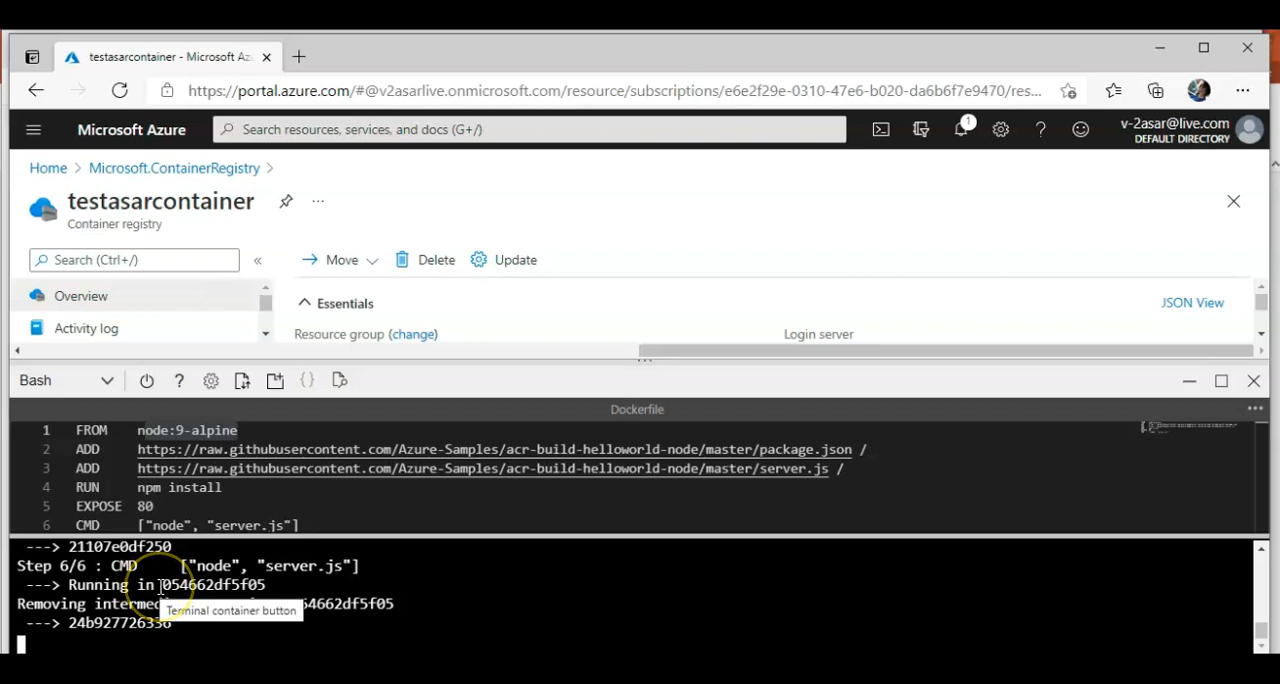 testasarcontainer - Microsoft Az
https://portal.azure.com/#@v2asarlive.onmicrosoft.com/resource/subscriptions/e6e2f29e-0310-47e6-b020-da6b6f7e9470/res...
Microsoft Azure
Search resources, services, and docs (G+/)
1
v-2asar@live.com
DEFAULT DIRECTORY
Home > Microsoft.ContainerRegistry >
testasarcontainer
Container registry
Search (Ctrl+/)
Move
Delete
Update
Overview
Essentials
JSON View
Activity log
Resource group (change)
Login server
Bash
Dockerfile
1 FROM node:9-alpine
2 ADD https://raw.githubusercontent.com/Azure-Samples/acr-build-helloworld-node/master/package.json /
3 ADD https://raw.githubusercontent.com/Azure-Samples/acr-build-helloworld-node/master/server.js /
4 RUN npm install
5 EXPOSE 80
6 CMD ["node", "server.js"]
---> 21107e0df250
Step 6/6 : CMD ["node", "server.js"]
---> Running in 054662df5f05
Removing intermed
54662df5f05
Terminal container button
---> 24b927726336